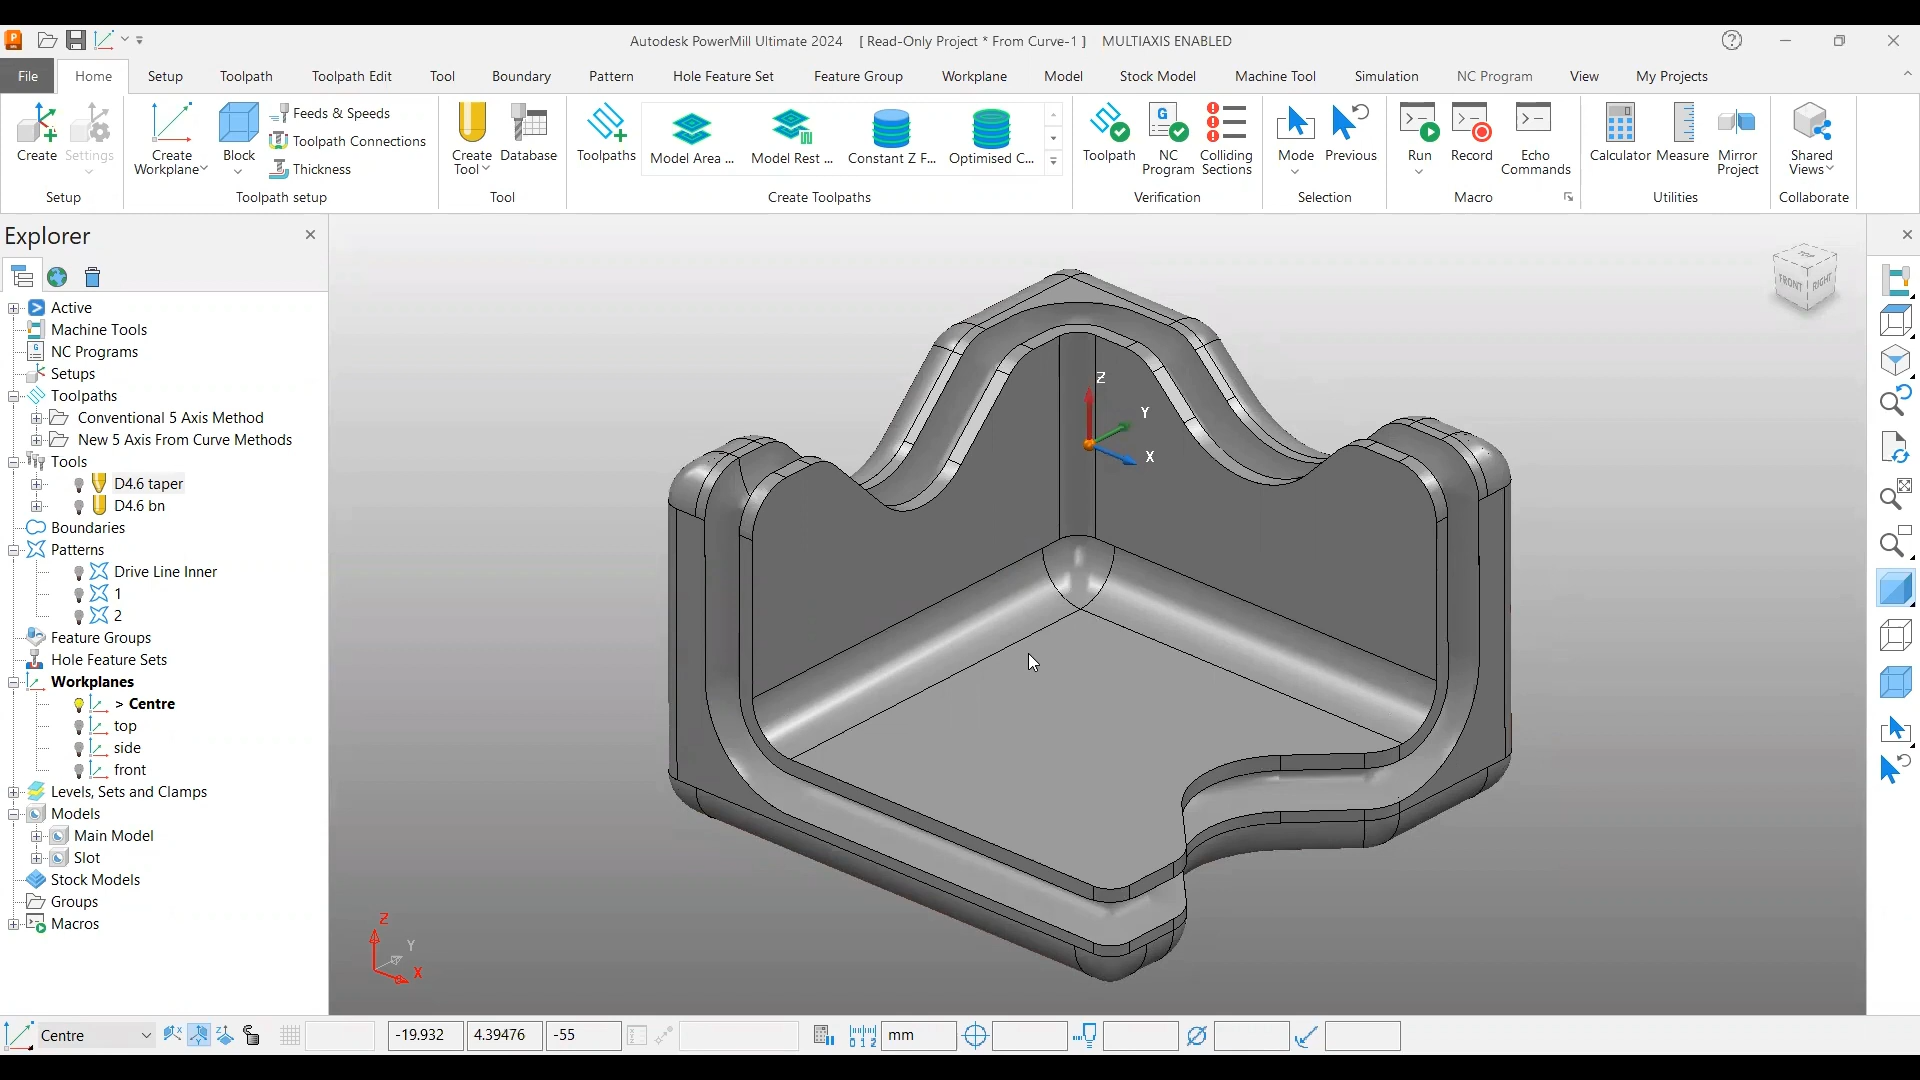 Autodesk PowerMill Ultimate 2024 [ Read-Only Project * From Curve-1 ] MULTIAXIS ENABLED
File Home Setup Toolpath Toolpath Edit Tool Boundary Pattern Hole Feature Set Feature Group Workplane Model Stock Model Machine Tool Simulation NC Program View My Projects
Create
Settings
Setup
Create Workplane
Block
Feeds & Speeds
Toolpath Connections
Thickness
Toolpath setup
Create Tool
Database
Tool
Toolpaths
Model Area ...
Model Rest ...
Constant Z F...
Optimised C...
Create Toolpaths
Toolpath
NC Program
Colliding Sections
Verification
Mode
Previous
Selection
Run
Record
Echo Commands
Macro
Calculator
Measure
Mirror Project
Utilities
Shared Views
Collaborate
Explorer
Active
Machine Tools
NC Programs
Setups
Toolpaths
Conventional 5 Axis Method
New 5 Axis From Curve Methods
Tools
D4.6 taper
D4.6 bn
Boundaries
Patterns
Drive Line Inner
1
2
Feature Groups
Hole Feature Sets
Workplanes
> Centre
top
side
front
Levels, Sets and Clamps
Models
Main Model
Slot
Stock Models
Groups
Macros
Z
Y
X
TOP
FRONT
RIGHT
Z
Y
X
Centre -19.932 4.39476 -55 mm